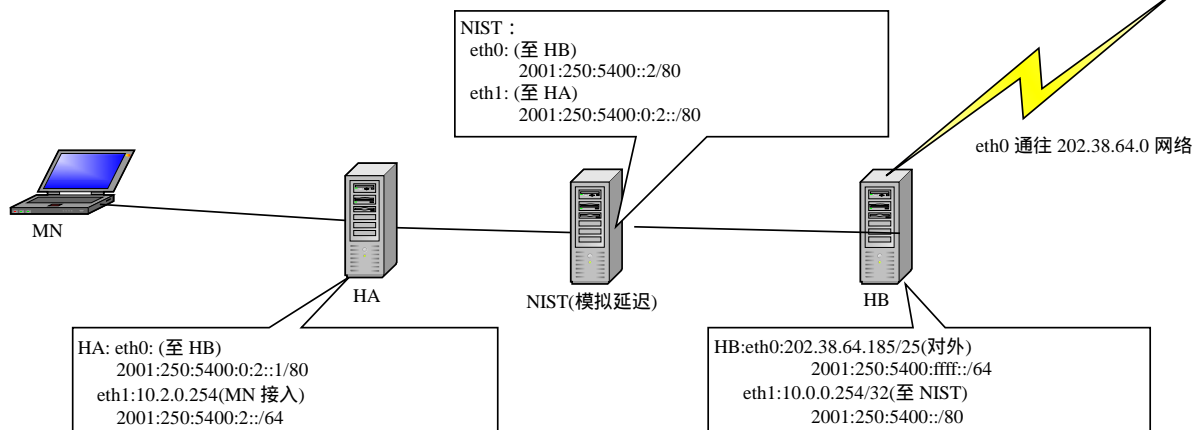 NIST：
eth0: (至 HB)
2001:250:5400::2/80
eth1: (至 HA)
2001:250:5400:0:2::/80
eth0 通往 202.38.64.0 网络
MN
HA
NIST(模拟延迟)
HB
HA: eth0: (至 HB)
2001:250:5400:0:2::1/80
eth1:10.2.0.254(MN 接入)
2001:250:5400:2::/64
HB:eth0:202.38.64.185/25(对外)
2001:250:5400:ffff::/64
eth1:10.0.0.254/32(至 NIST)
2001:250:5400::/80